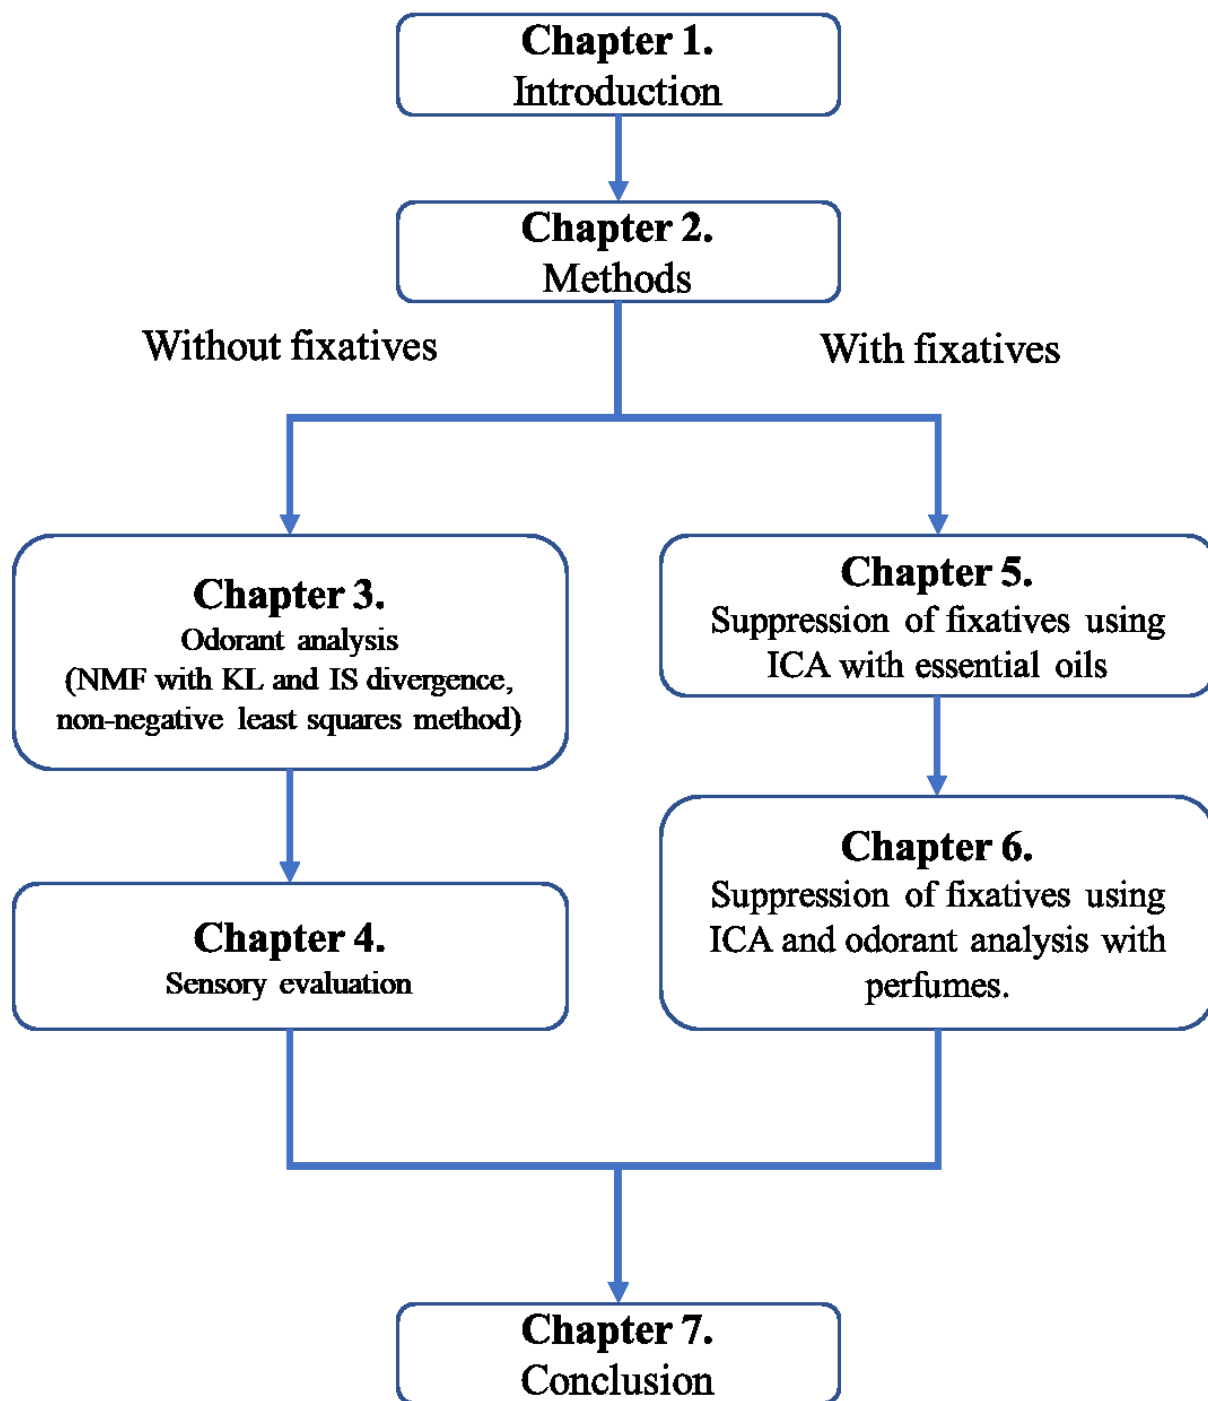 Chapter 1.
Introduction
Chapter 2.
Methods
Without fixatives
With fixatives
Chapter 3.
Odorant analysis
(NMF with KL and IS divergence,
non-negative least squares method)
Chapter 4.
Sensory evaluation
Chapter 5.
Suppression of fixatives using
ICA with essential oils
Chapter 6.
Suppression of fixatives using
ICA and odorant analysis with
perfumes.
Chapter 7.
Conclusion